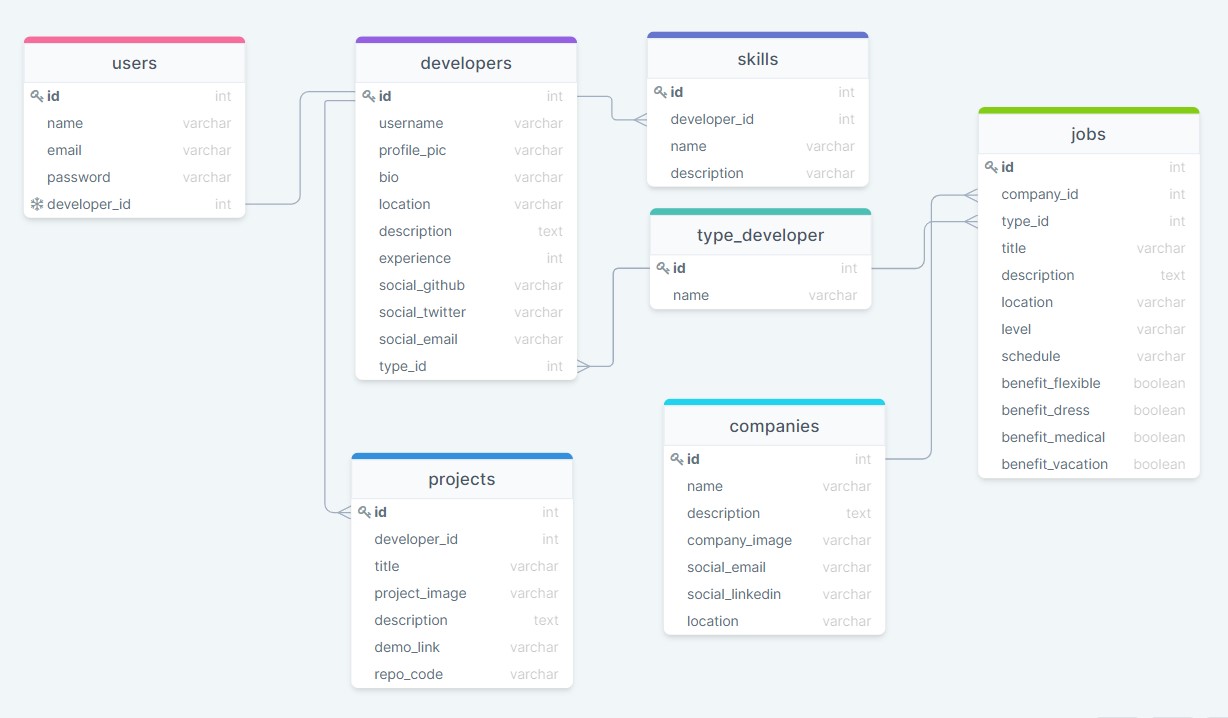 users
id int
name varchar
email varchar
password varchar
developer_id int
developers
id int
username varchar
profile_pic varchar
bio varchar
location varchar
description text
experience int
social_github varchar
social_twitter varchar
social_email varchar
type_id int
skills
id int
developer_id int
name varchar
description varchar
type_developer
id int
name varchar
jobs
id int
company_id int
type_id int
title varchar
description text
location varchar
level varchar
schedule varchar
benefit_flexible boolean
benefit_dress boolean
benefit_medical boolean
benefit_vacation boolean
projects
id int
developer_id int
title varchar
project_image varchar
description text
demo_link varchar
repo_code varchar
companies
id int
name varchar
description text
company_image varchar
social_email varchar
social_linkedin varchar
location varchar